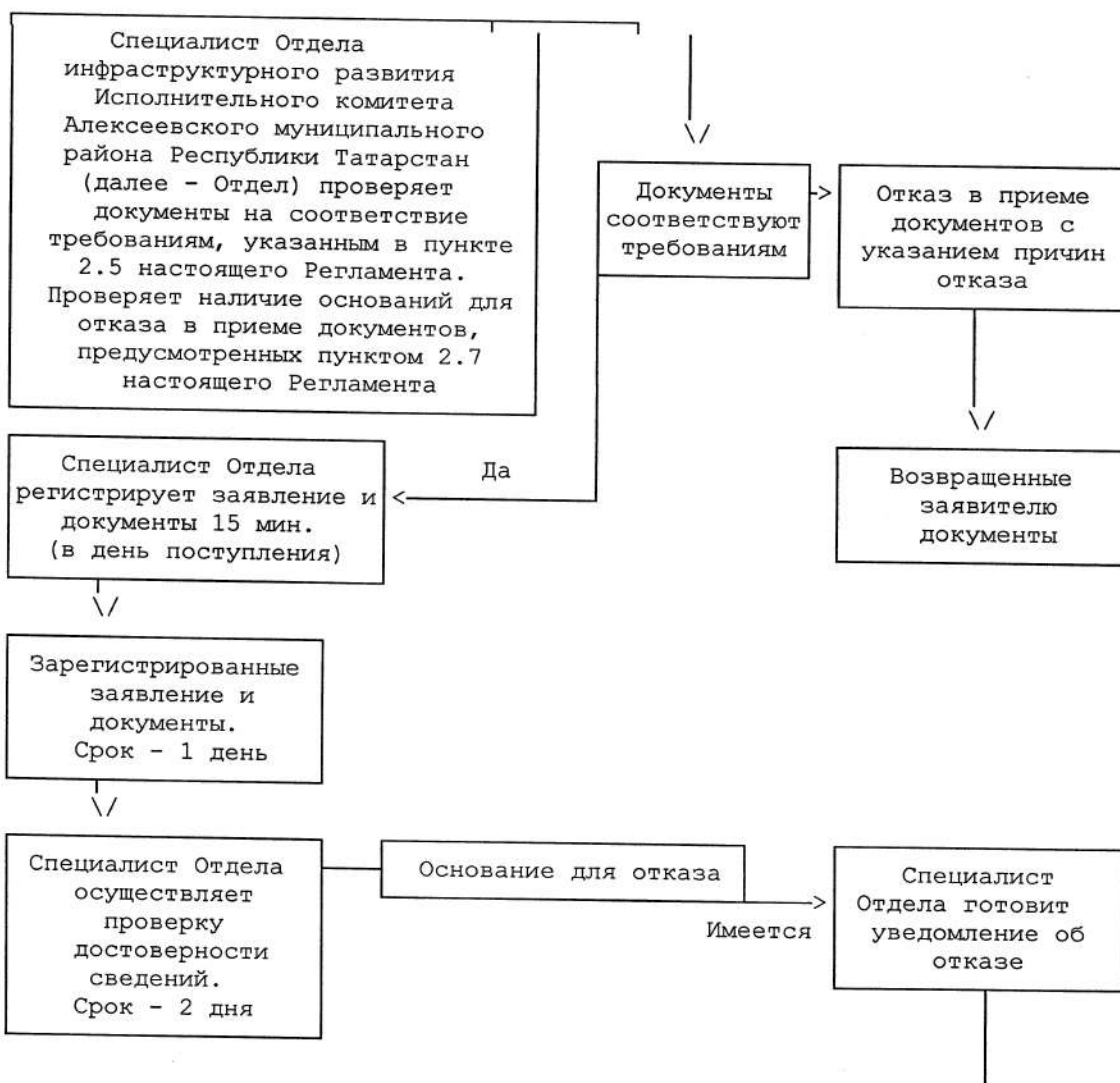 Специалист Отдела
инфраструктурного развития
Исполнительного комитета
Алексеевского муниципального
района Республики Татарстан
(далее - Отдел) проверяет
документы на соответствие
требованиям, указанным в пункте
2.5 настоящего Регламента.
Проверяет наличие оснований для
отказа в приеме документов,
предусмотренных пунктом 2.7
настоящего Регламента
Документы
соответствуют
требованиям
Отказ в приеме
документов с
указанием причин
отказа
Возвращенные
заявителю
документы
Да
Специалист Отдела
регистрирует заявление и
документы 15 мин.
(в день поступления)
Зарегистрированные
заявление и
документы.
Срок - 1 день
Специалист Отдела
осуществляет
проверку
достоверности
сведений.
Срок - 2 дня
Основание для отказа
Имеется
Специалист
Отдела готовит
уведомление об
отказе